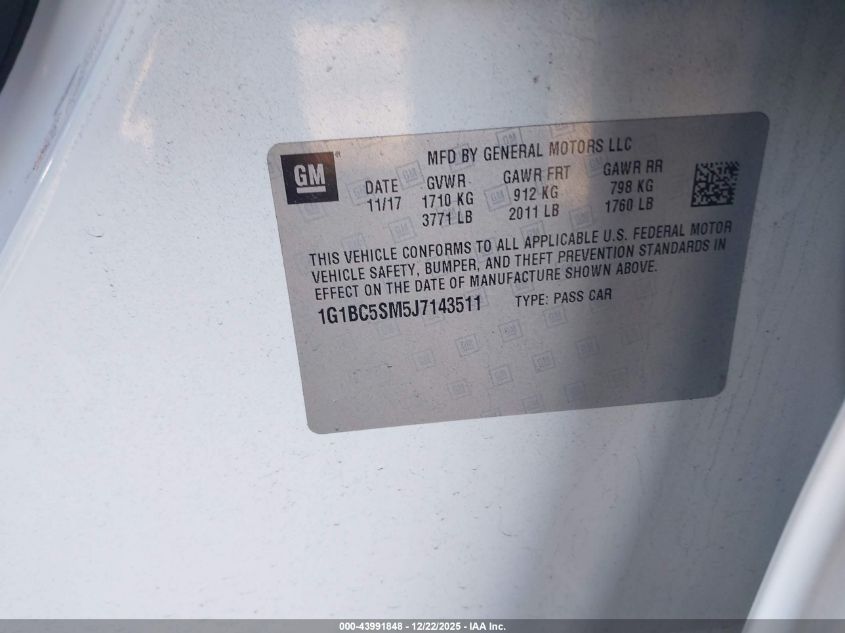 GM
MFD BY GENERAL MOTORS LLC
DATE GVWR GAWR FRT GAWR RR
11/17 1710 KG 912 KG 798 KG
3771 LB 2011 LB 1760 LB
THIS VEHICLE CONFORMS TO ALL APPLICABLE U.S. FEDERAL MOTOR
VEHICLE SAFETY, BUMPER, AND THEFT PREVENTION STANDARDS IN
EFFECT ON THE DATE OF MANUFACTURE SHOWN ABOVE.
1G1BC5SM5J7143511 TYPE: PASS CAR
000-43991848 - 12/22/2025 - IAA Inc.